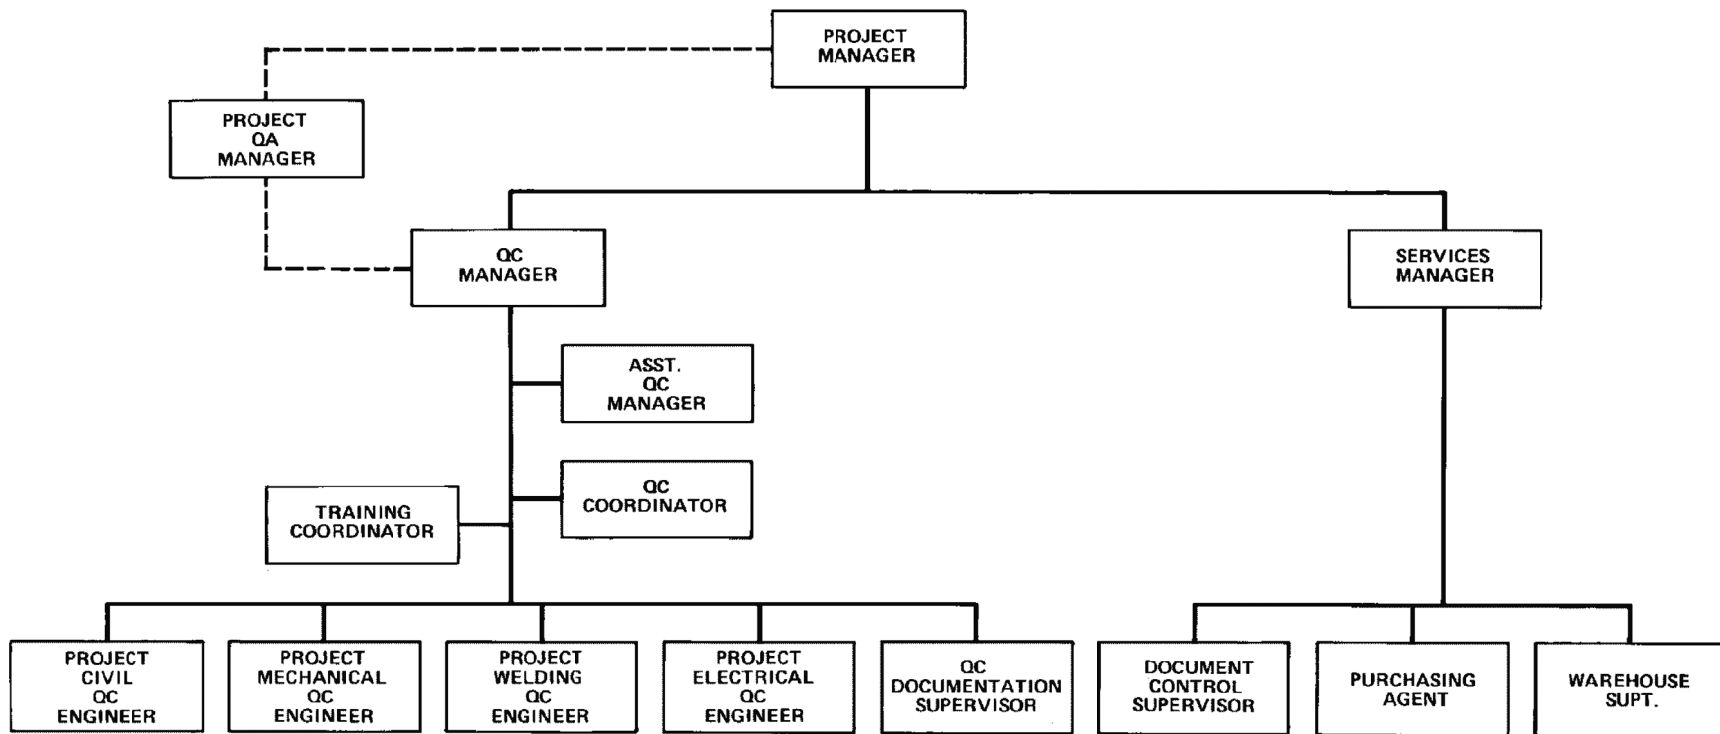 PROJECT
MANAGER
PROJECT
QA
MANAGER
QC
MANAGER
SERVICES
MANAGER
ASST.
QC
MANAGER
QC
COORDINATOR
TRAINING
COORDINATOR
PROJECT
CIVIL
QC
ENGINEER
PROJECT
MECHANICAL
QC
ENGINEER
PROJECT
WELDING
QC
ENGINEER
PROJECT
ELECTRICAL
QC
ENGINEER
QC
DOCUMENTATION
SUPERVISOR
DOCUMENT
CONTROL
SUPERVISOR
PURCHASING
AGENT
WAREHOUSE
SUPT.